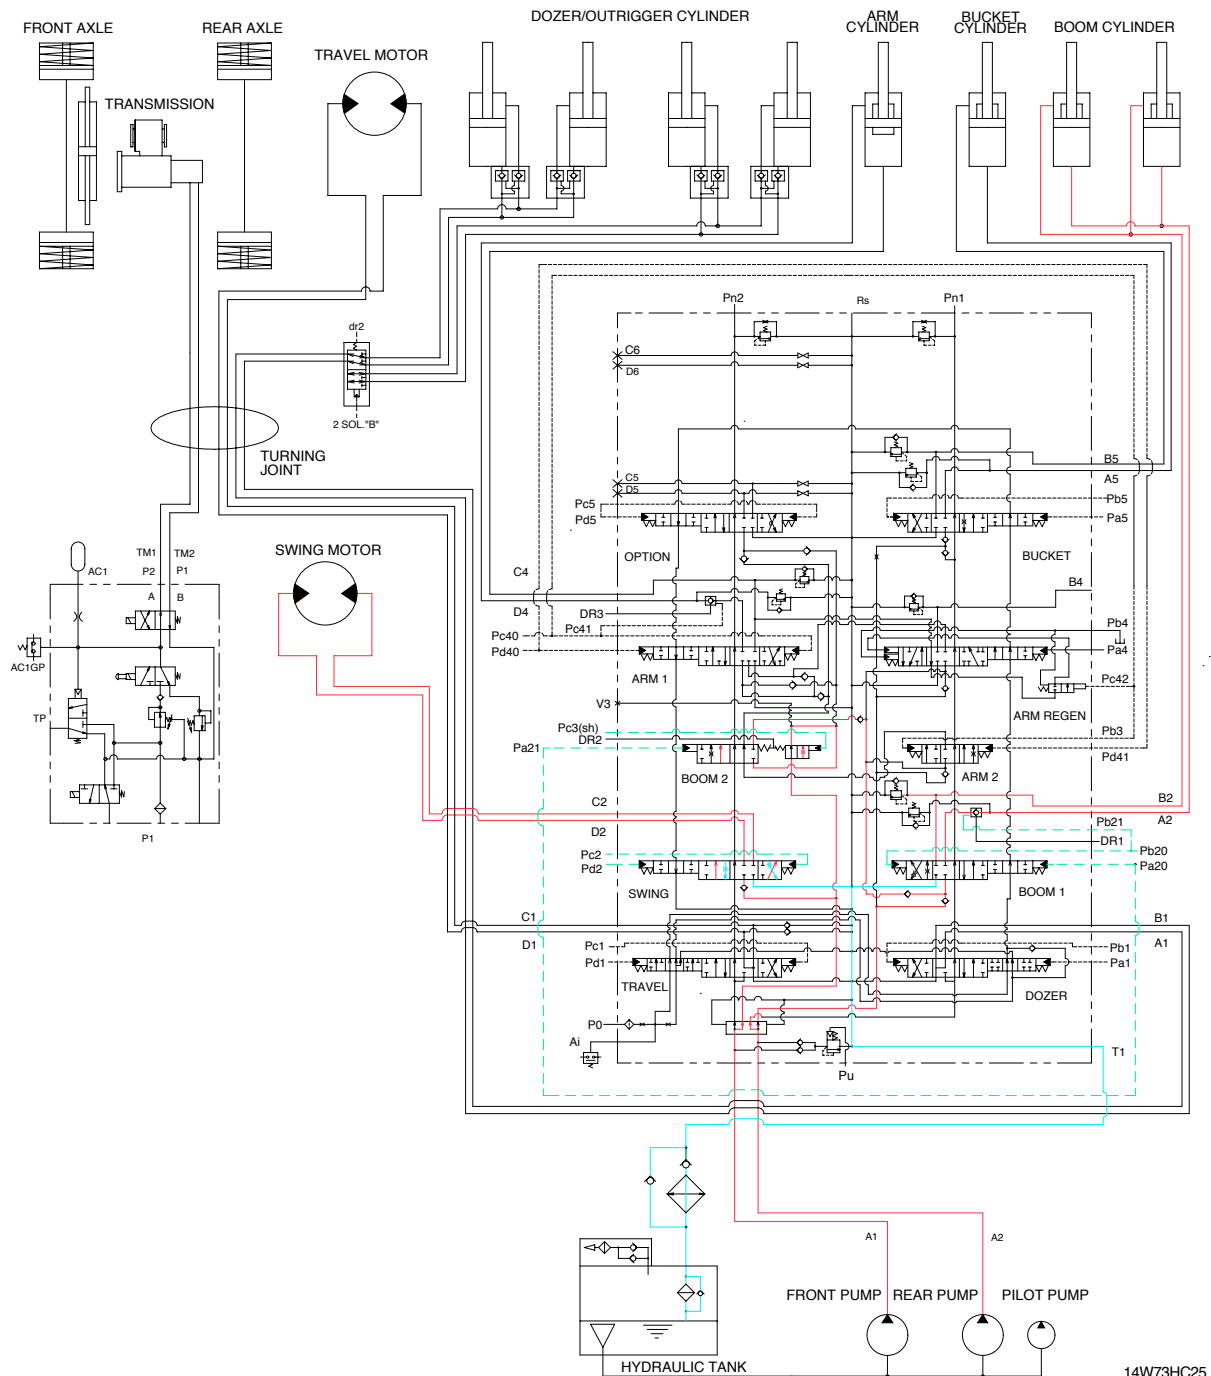 DOZER/OUTRIGGER CYLINDER
ARM
CYLINDER
BUCKET
CYLINDER
BOOM CYLINDER
FRONT AXLE
REAR AXLE
TRAVEL MOTOR
TRANSMISSION
Pn2
Rs
Pn1
dr2
C6
D6
2 SOL."B"
TURNING
JOINT
B5
A5
C5
D5
Pc5
Pd5
Pb5
Pa5
OPTION
BUCKET
SWING MOTOR
TM1
TM2
P2
P1
AC1
A
B
C4
D4
B4
DR3
Pc41
Pc40
Pd40
Pb4
Pa4
AC1GP
ARM 1
Pc42
V3
ARM REGEN
TP
Pc3(sh)
DR2
Pa21
Pb3
Pd41
BOOM 2
ARM 2
C2
D2
B2
A2
Pb21
DR1
P1
Pc2
Pd2
Pb20
Pa20
SWING
BOOM 1
C1
D1
B1
A1
Pc1
Pd1
Pb1
Pa1
TRAVEL
DOZER
P0
Ai
T1
Pu
A1
A2
FRONT PUMP
REAR PUMP
PILOT PUMP
HYDRAULIC TANK
14W73HC25